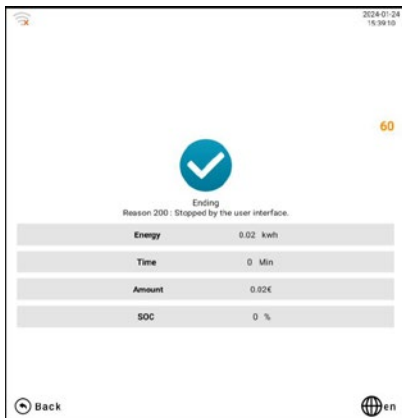 2024-01-24
15:39:10
60
Ending
Reason 200 : Stopped by the user interface.
Energy 0.02 kwh
Time 0 Min
Amount 0.02€
SOC 0 %
Back
en